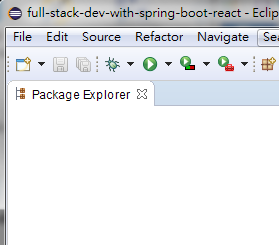 full-stack-dev-with-spring-boot-react - Eclip
File Edit Source Refactor Navigate Sea
Package Explorer